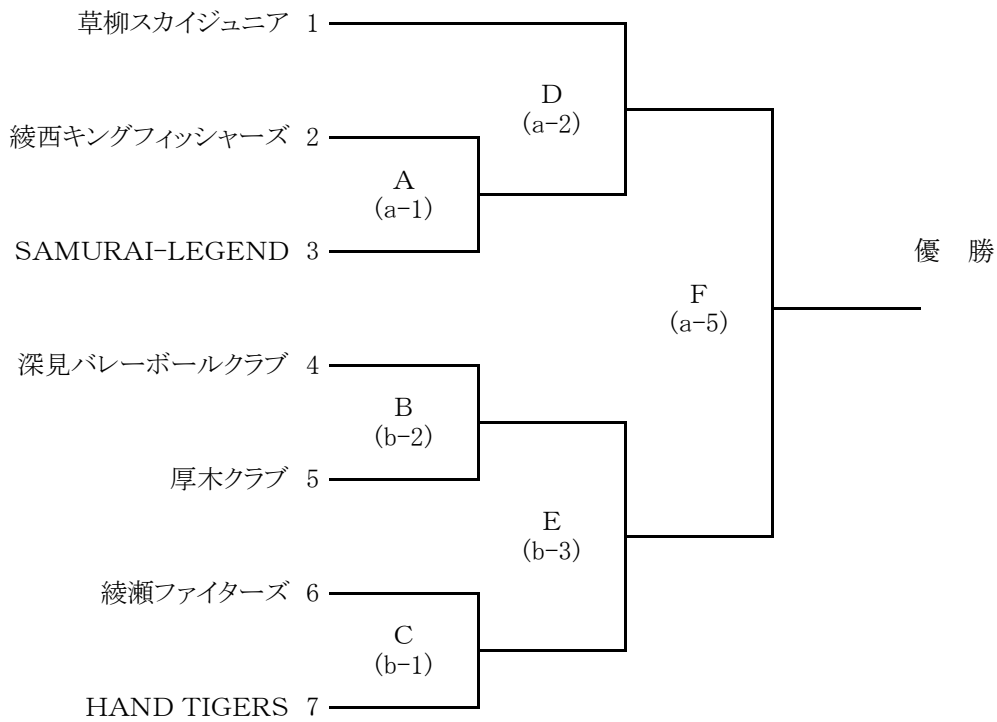 草柳スカイジュニア 1
D
(a-2)
綾西キングフィッシャーズ 2
A
(a-1)
SAMURAI-LEGEND 3
優 勝
F
(a-5)
深見バレーボールクラブ 4
B
(b-2)
厚木クラブ 5
E
(b-3)
綾瀬ファイターズ 6
C
(b-1)
HAND TIGERS 7